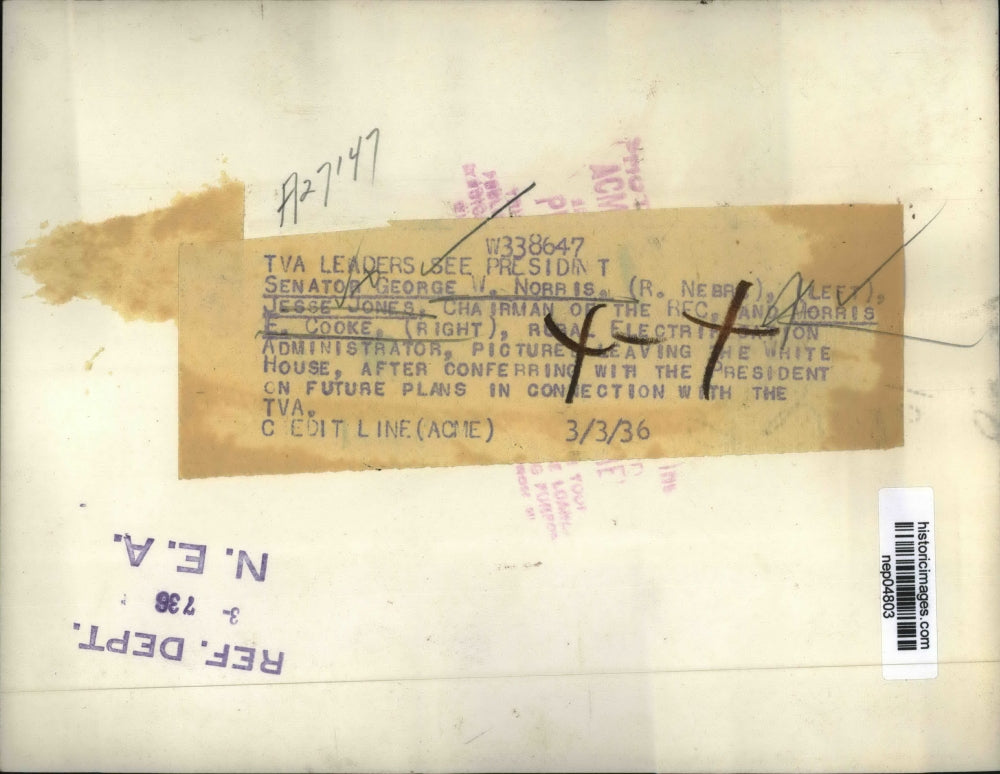 A27147
W338647
TVA LEADERS SEE PRESIDENT
SENATOR GEORGE W. NORRIS, (R. NEBR.), (LEFT),
JESSE JONES, CHAIRMAN OF THE RFC, AND MORRIS
E. COOKE, (RIGHT), RURAL ELECTRIFICATION
ADMINISTRATOR, PICTURED LEAVING THE WHITE
HOUSE, AFTER CONFERRING WITH THE PRESIDENT
ON FUTURE PLANS IN CONNECTION WITH THE
TVA.
CREDIT LINE (ACME) 3/3/36
ACM
REF. DEPT.
3- 736
N. E. A.
historicimages.com
nep04803